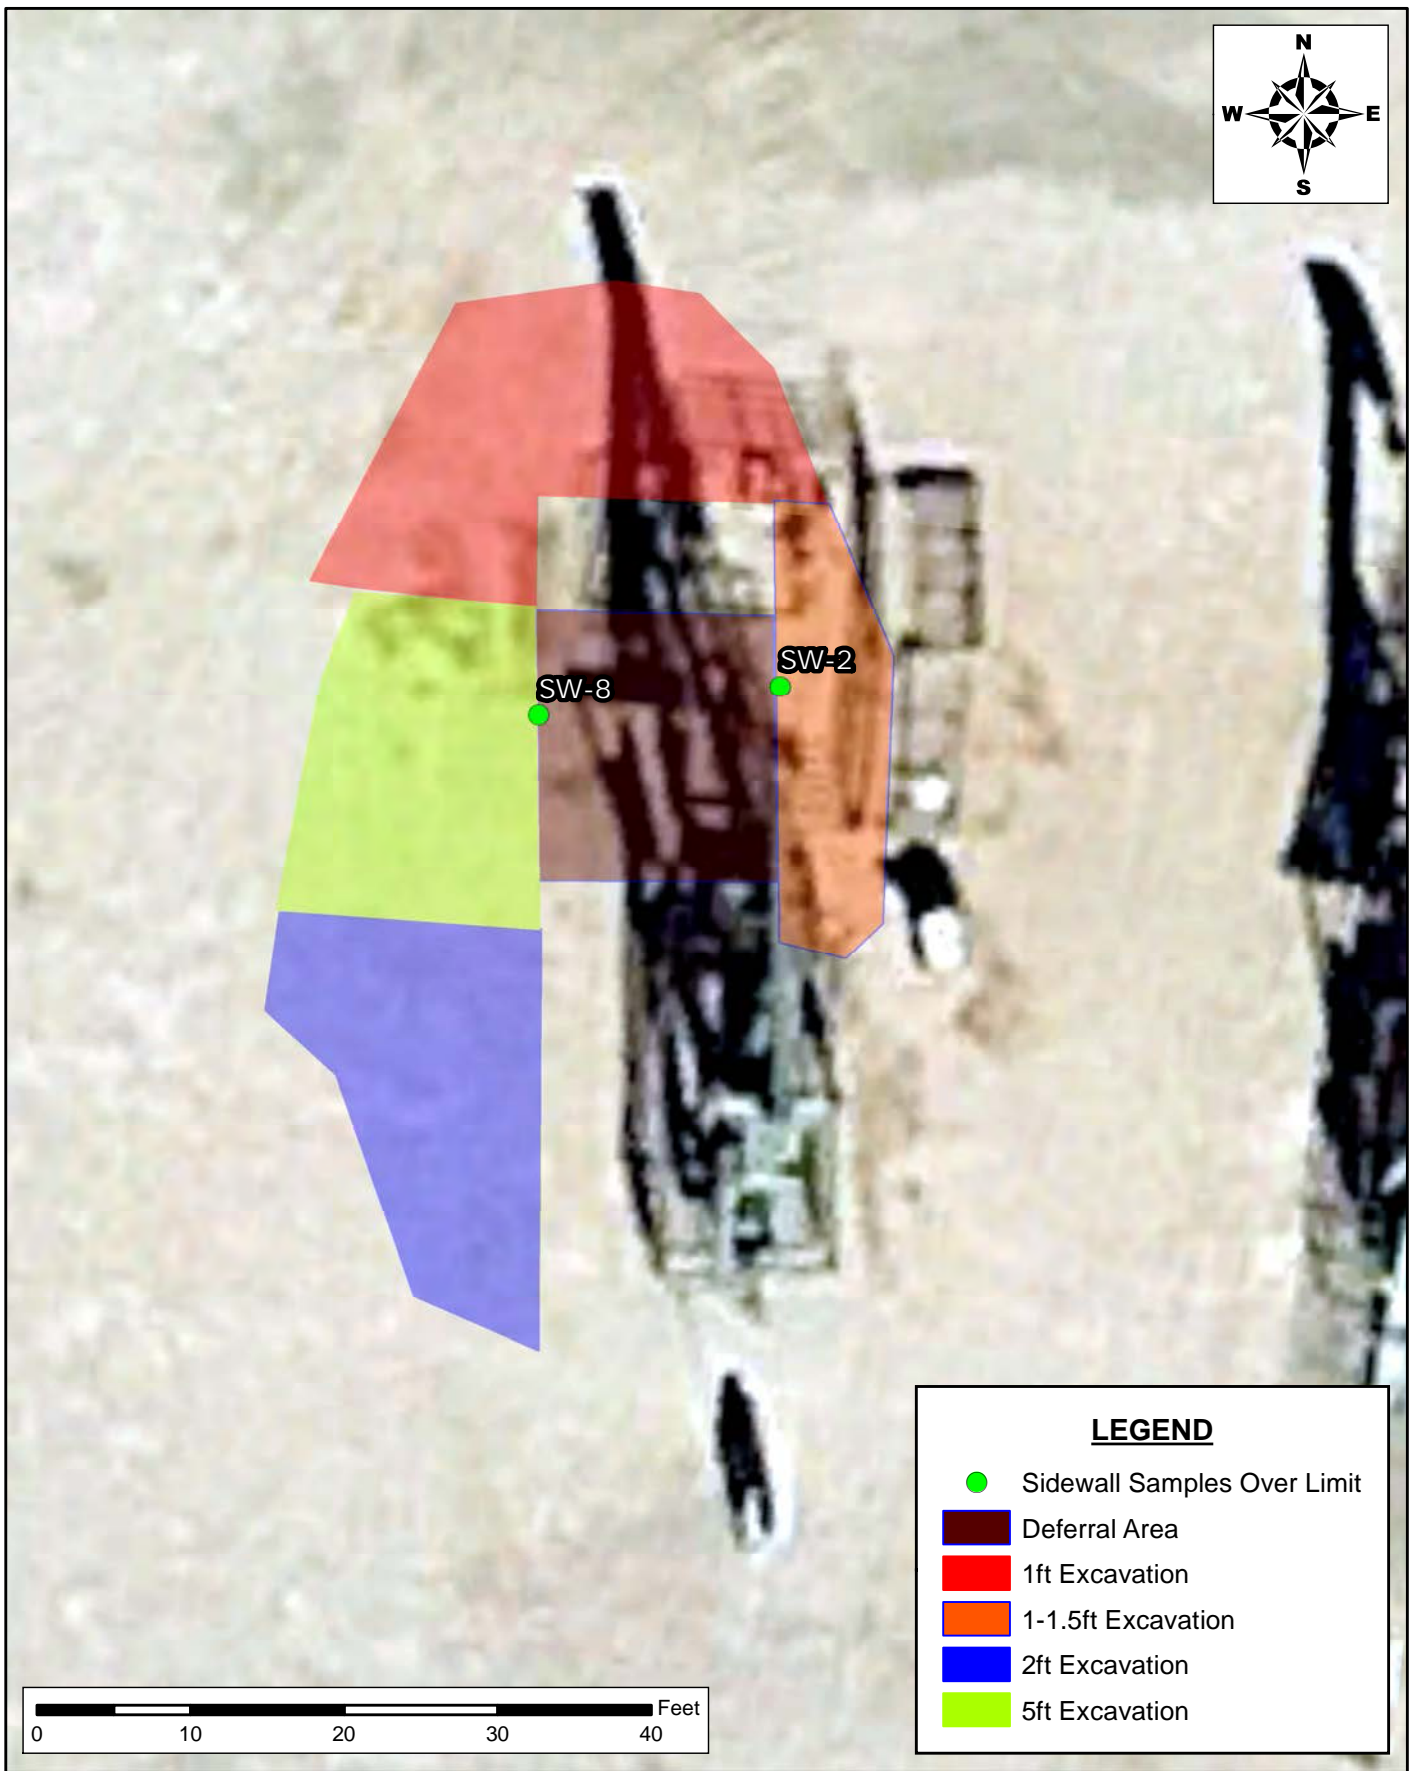 N
W E
S
SW-2
SW-8
LEGEND
Sidewall Samples Over Limit
Deferral Area
1ft Excavation
1-1.5ft Excavation
2ft Excavation
5ft Excavation
Feet
0 10 20 30 40